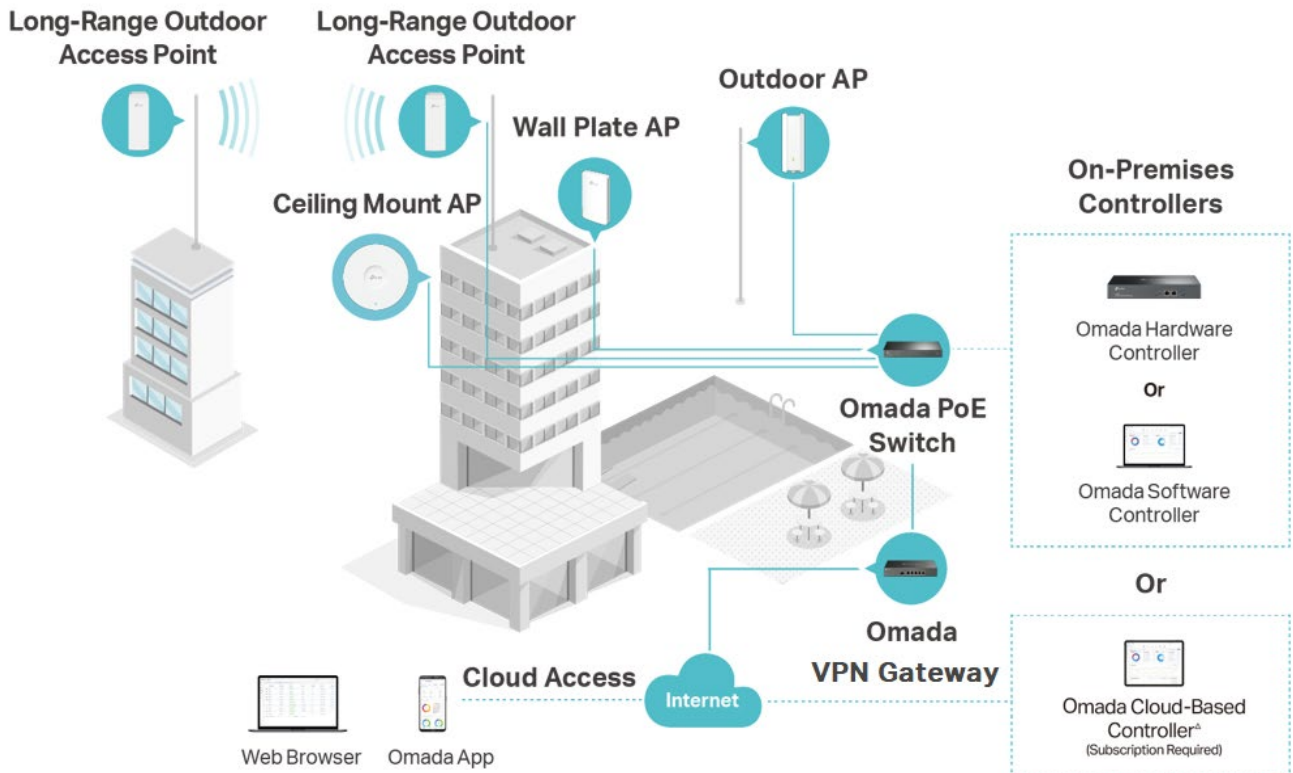 Long-Range Outdoor
Access Point
Long-Range Outdoor
Access Point
Outdoor AP
Wall Plate AP
Ceiling Mount AP
On-Premises
Controllers
Omada Hardware
Controller
Or
Omada Software
Controller
Omada PoE
Switch
Or
Omada
VPN Gateway
Cloud Access
Internet
Web Browser
Omada App
Omada Cloud-Based
Controller△
(Subscription Required)